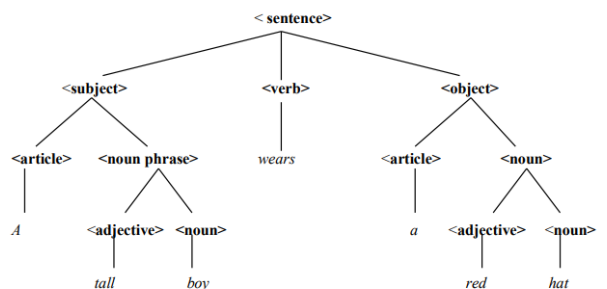 < sentence>
<subject> <verb> <object>
<article> <noun phrase> wears <article> <noun>
A <adjective> <noun> a <adjective> <noun>
tall boy red hat